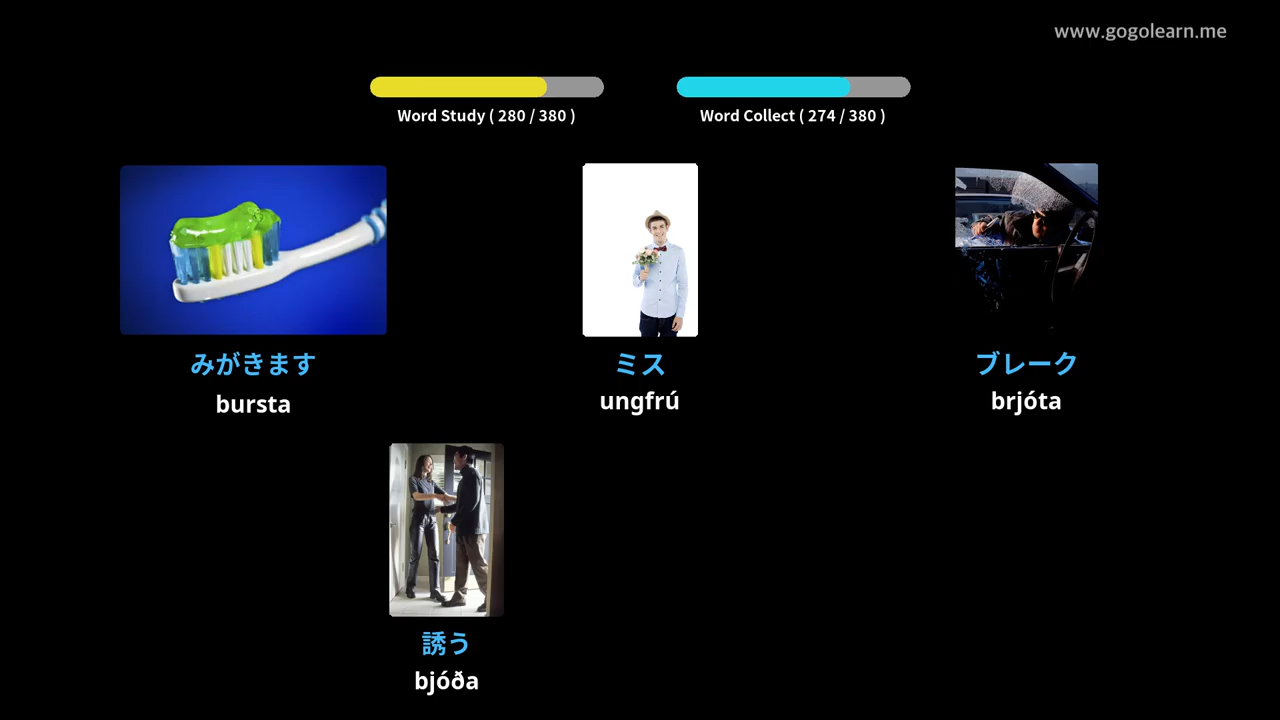 www.gogolearn.me
Word Study ( 280 / 380 )
Word Collect ( 274 / 380 )
みがきます
bursta
ミス
ungfrú
ブレーク
brjóta
誘う
bjóða